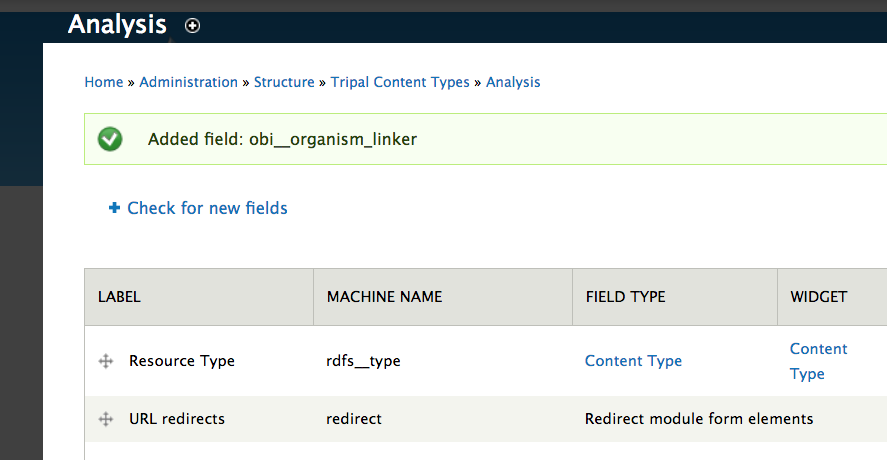 Analysis
Home » Administration » Structure » Tripal Content Types » Analysis
Added field: obi__organism_linker
Check for new fields
LABEL MACHINE NAME FIELD TYPE WIDGET
Resource Type rdfs__type Content Type Content
Type
URL redirects redirect Redirect module form elements